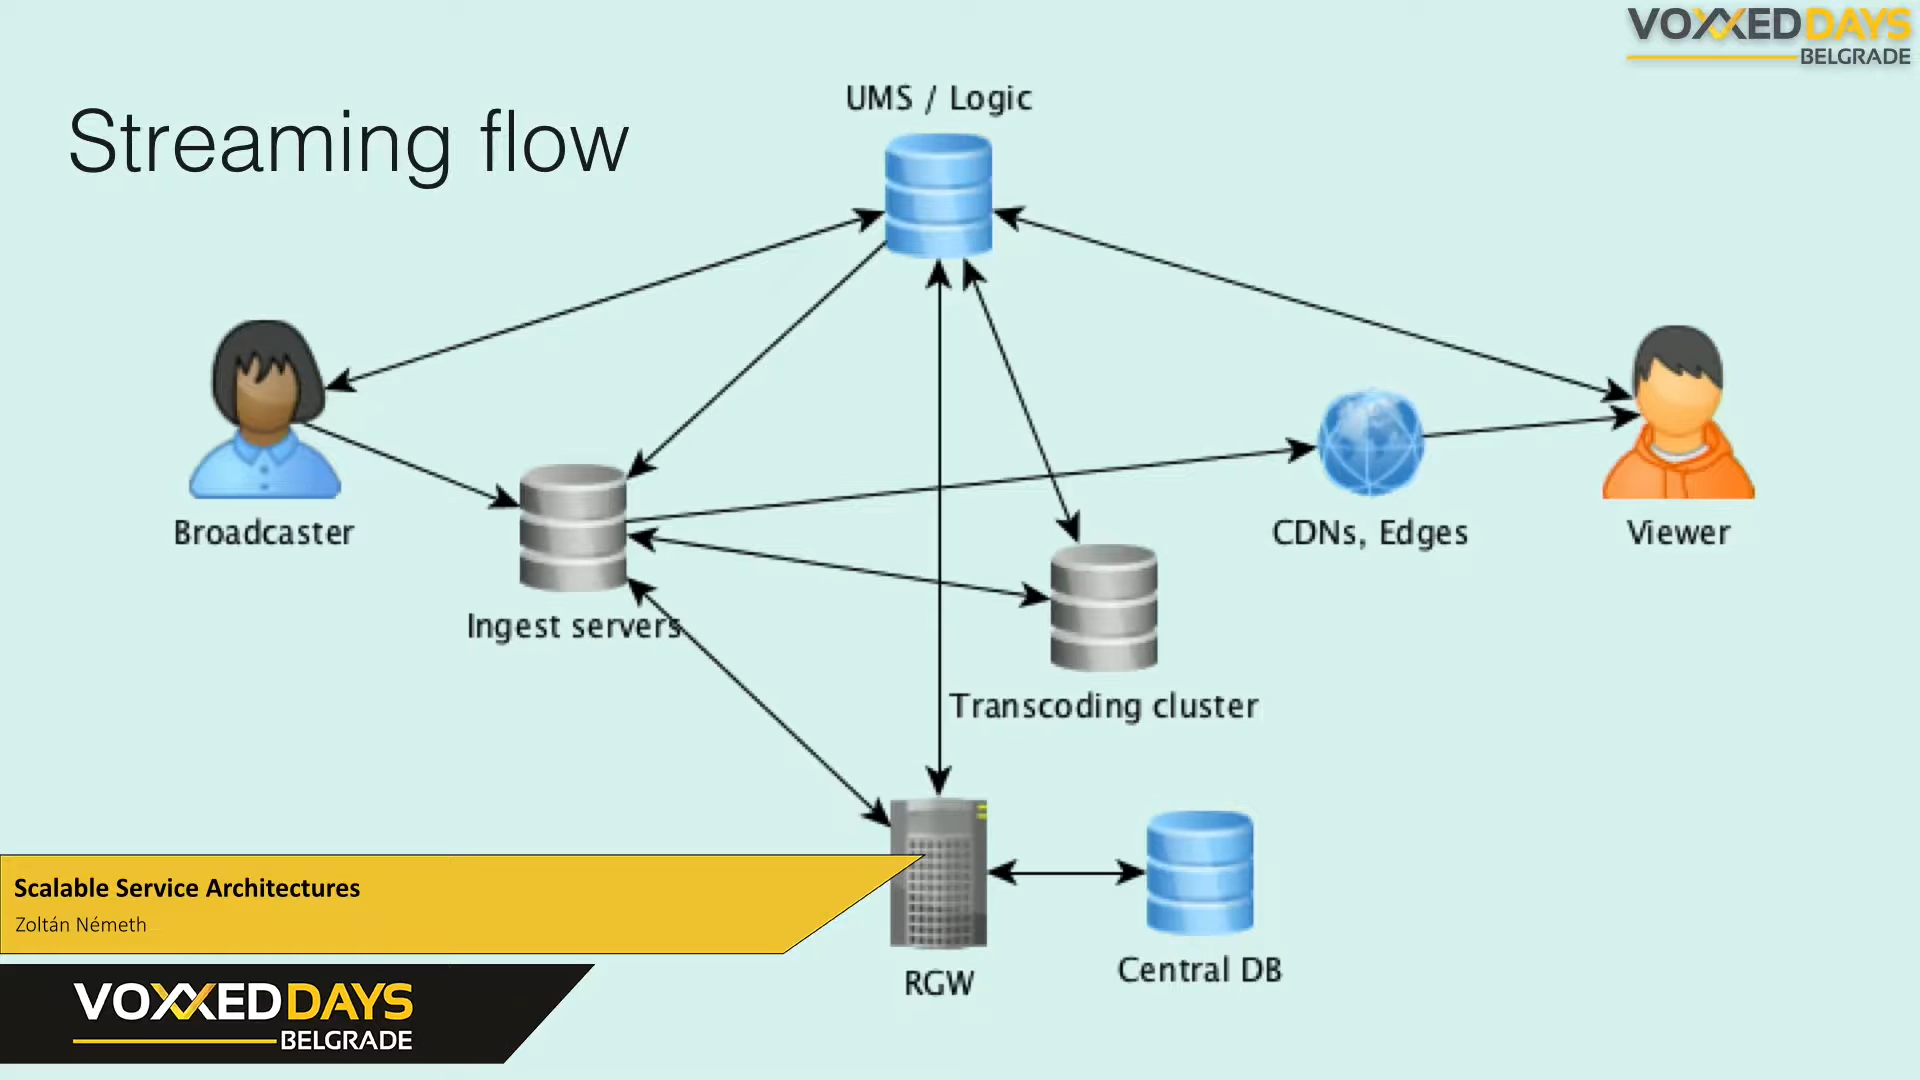 VOXXEDDAYS
BELGRADE
Streaming flow
UMS / Logic
Broadcaster
Ingest servers
CDNs, Edges
Viewer
Transcoding cluster
RGW
Central DB
Scalable Service Architectures
Zoltán Németh
VOXXEDDAYS
BELGRADE